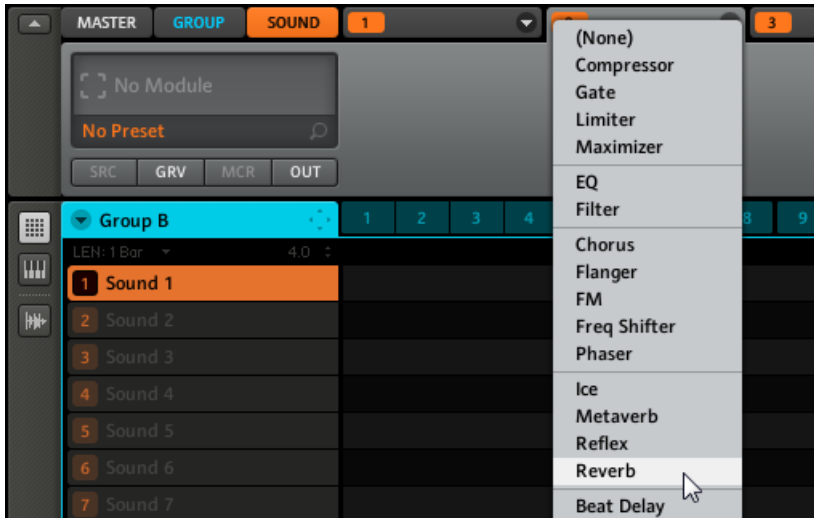 MASTER GROUP SOUND 1 3
No Module
No Preset
SRC GRV MCR OUT
Group B 1 2 3 4 8 9
LEN: 1 Bar 4.0
1 Sound 1
2 Sound 2
3 Sound 3
4 Sound 4
5 Sound 5
6 Sound 6
7 Sound 7
(None)
Compressor
Gate
Limiter
Maximizer
EQ
Filter
Chorus
Flanger
FM
Freq Shifter
Phaser
Ice
Metaverb
Reflex
Reverb
Beat Delay